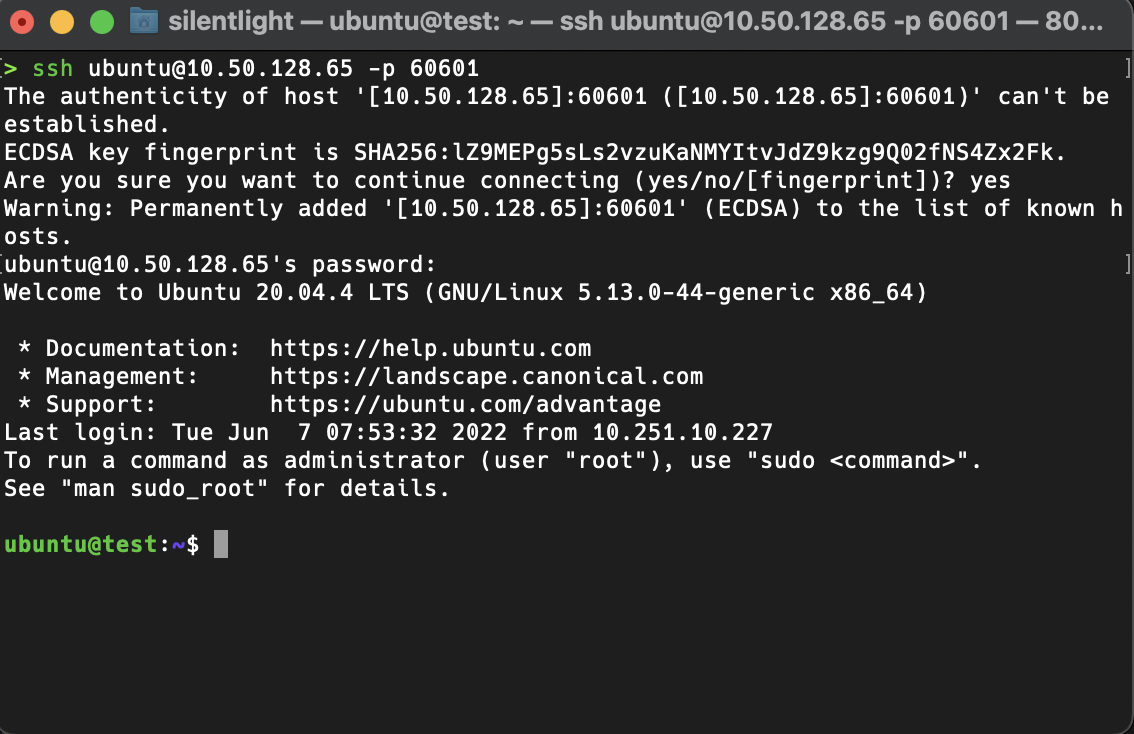 silentlight — ubuntu@test: ~ — ssh ubuntu@10.50.128.65 -p 60601 — 80...
[> ssh ubuntu@10.50.128.65 -p 60601 ]
The authenticity of host '[10.50.128.65]:60601 ([10.50.128.65]:60601)' can't be
established.
ECDSA key fingerprint is SHA256:lZ9MEPg5sLs2vzuKaNMYItvJdZ9kzg9Q02fNS4Zx2Fk.
Are you sure you want to continue connecting (yes/no/[fingerprint])? yes
Warning: Permanently added '[10.50.128.65]:60601' (ECDSA) to the list of known h
osts.
[ubuntu@10.50.128.65's password: ]
Welcome to Ubuntu 20.04.4 LTS (GNU/Linux 5.13.0-44-generic x86_64)
 * Documentation:  https://help.ubuntu.com
 * Management:     https://landscape.canonical.com
 * Support:        https://ubuntu.com/advantage
Last login: Tue Jun  7 07:53:32 2022 from 10.251.10.227
To run a command as administrator (user "root"), use "sudo <command>".
See "man sudo_root" for details.
ubuntu@test:~$